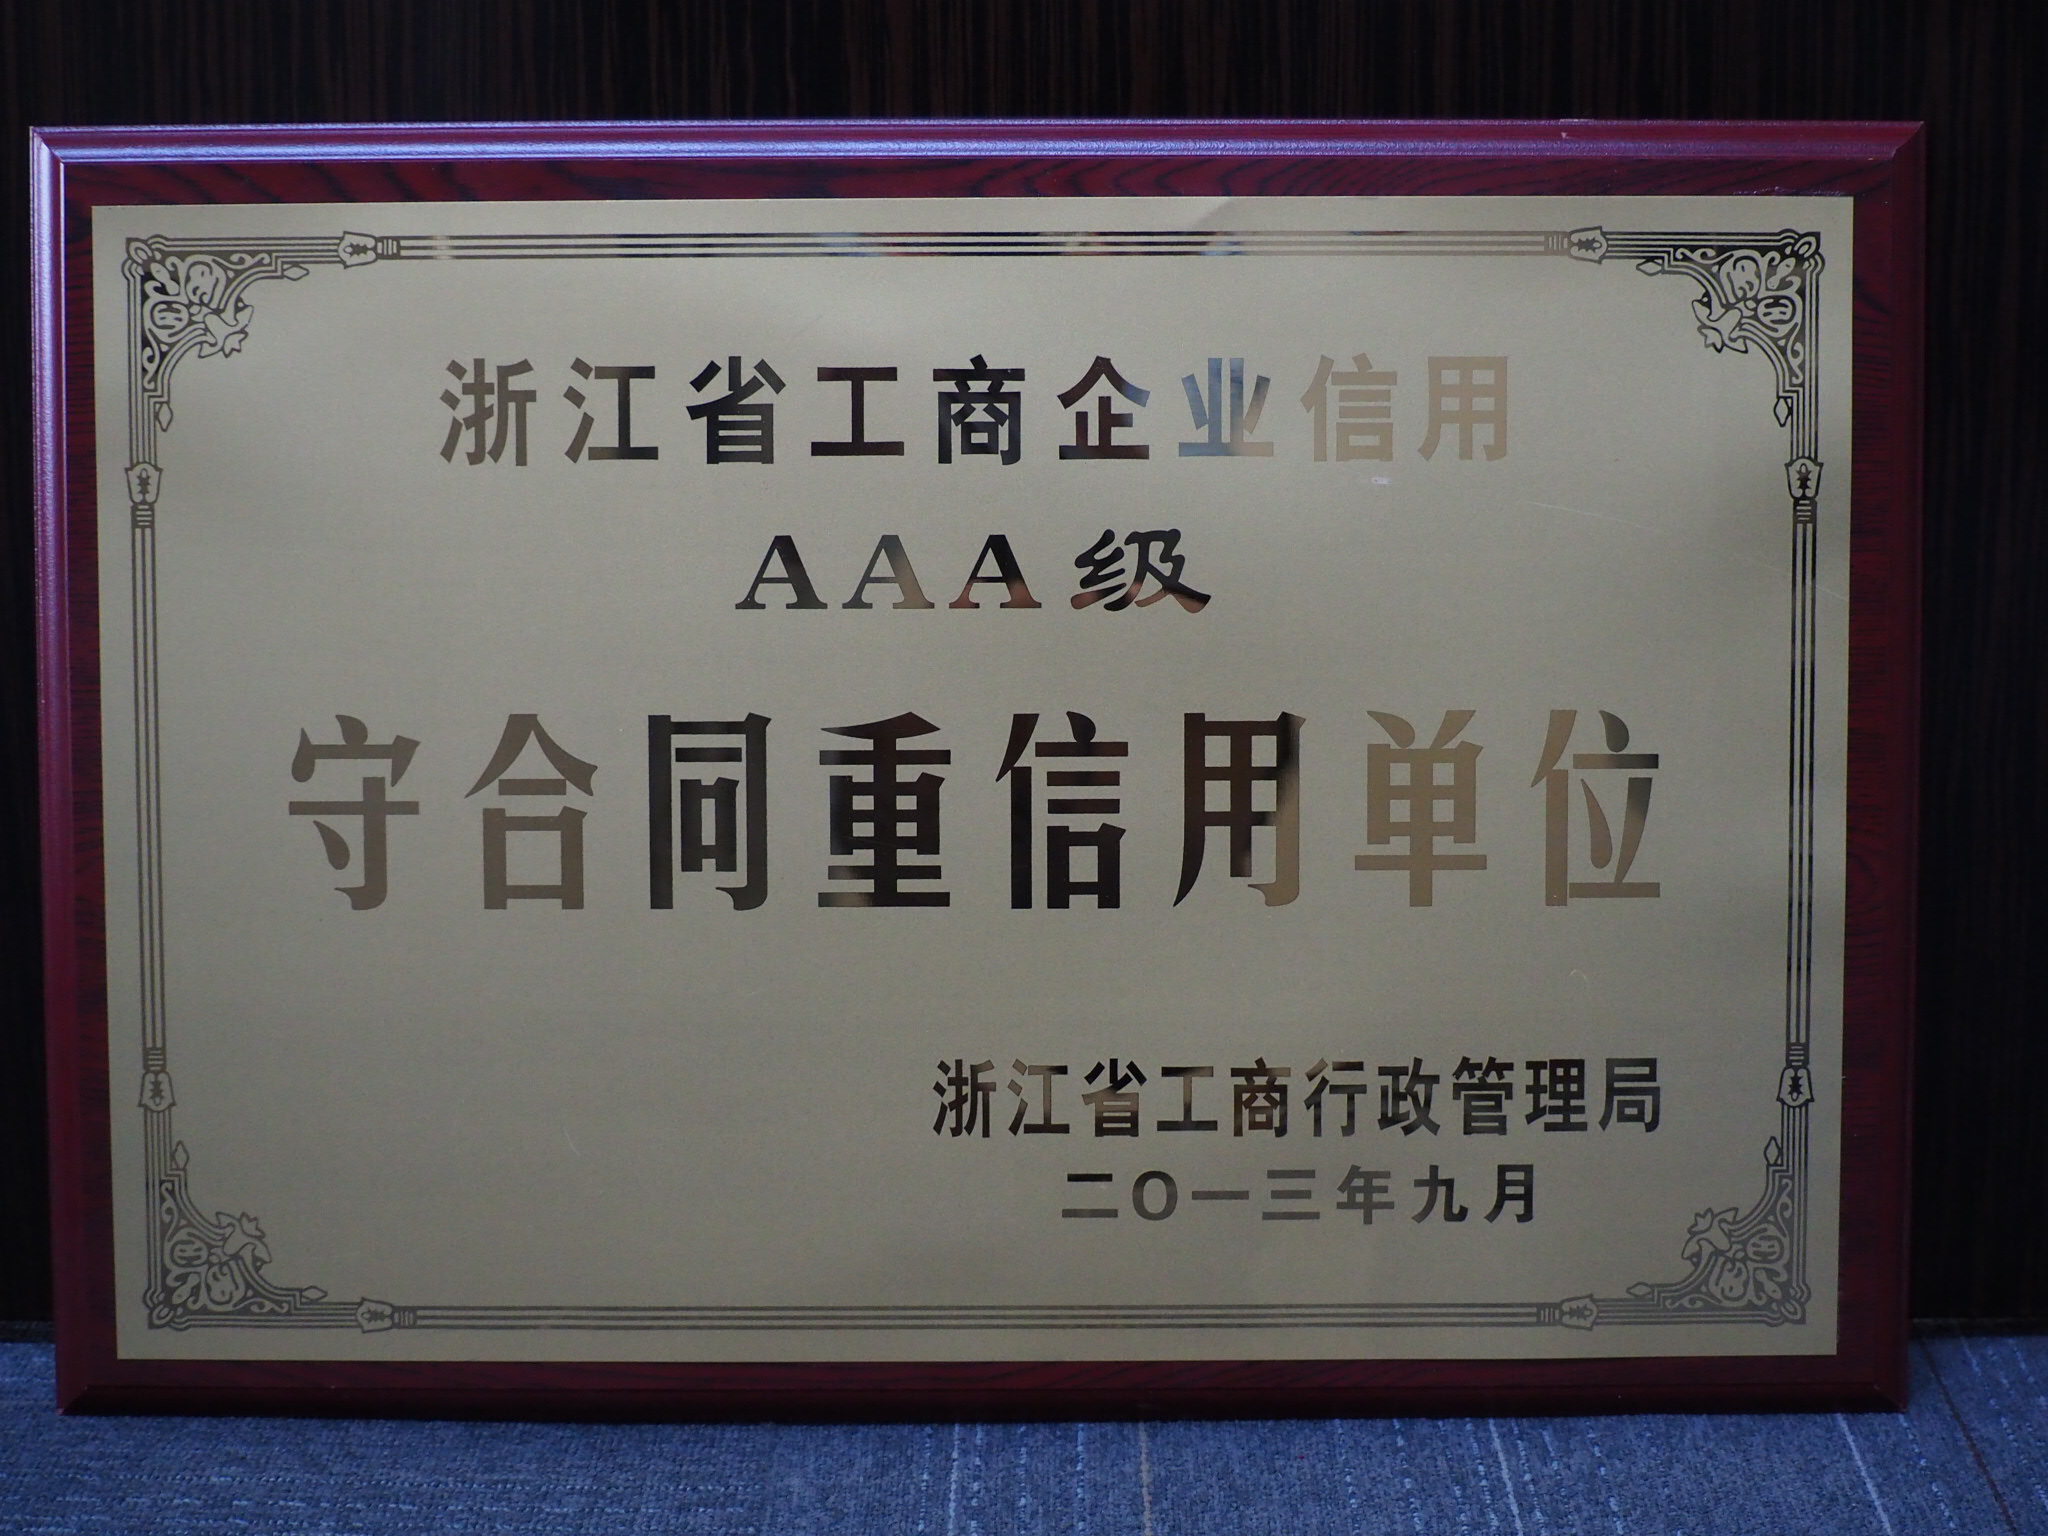 浙江省工商企业信用
AAA级
守合同重信用单位
浙江省工商行政管理局
二〇一三年九月